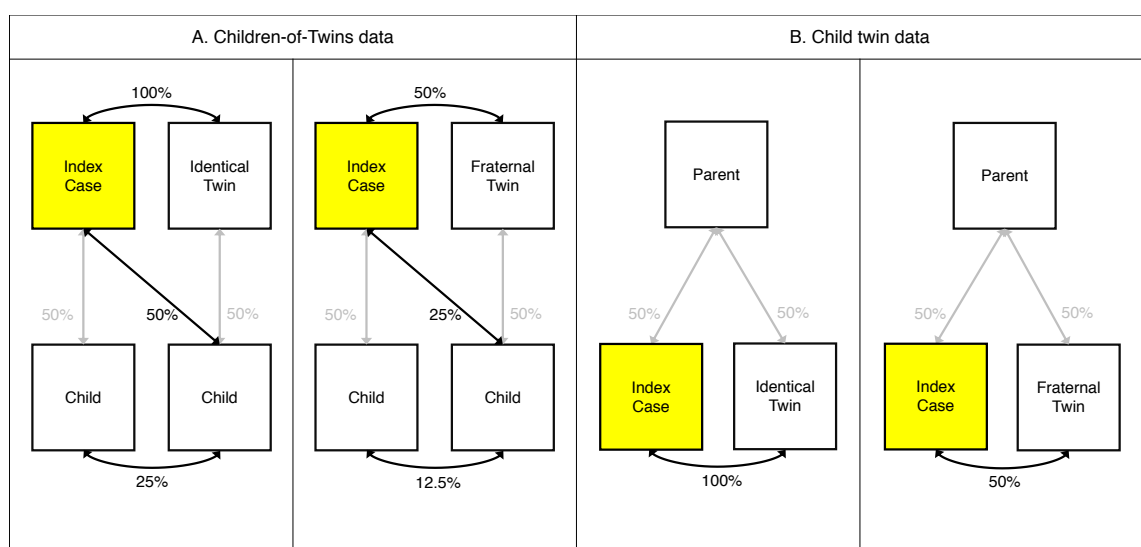 A. Children-of-Twins data
B. Child twin data
100%
Index
Case
Identical
Twin
50%
50%
50%
Child
Child
25%
50%
Index
Case
Fraternal
Twin
50%
25%
50%
Child
Child
12.5%
Parent
50%
50%
Index
Case
Identical
Twin
100%
Parent
50%
50%
Index
Case
Fraternal
Twin
50%